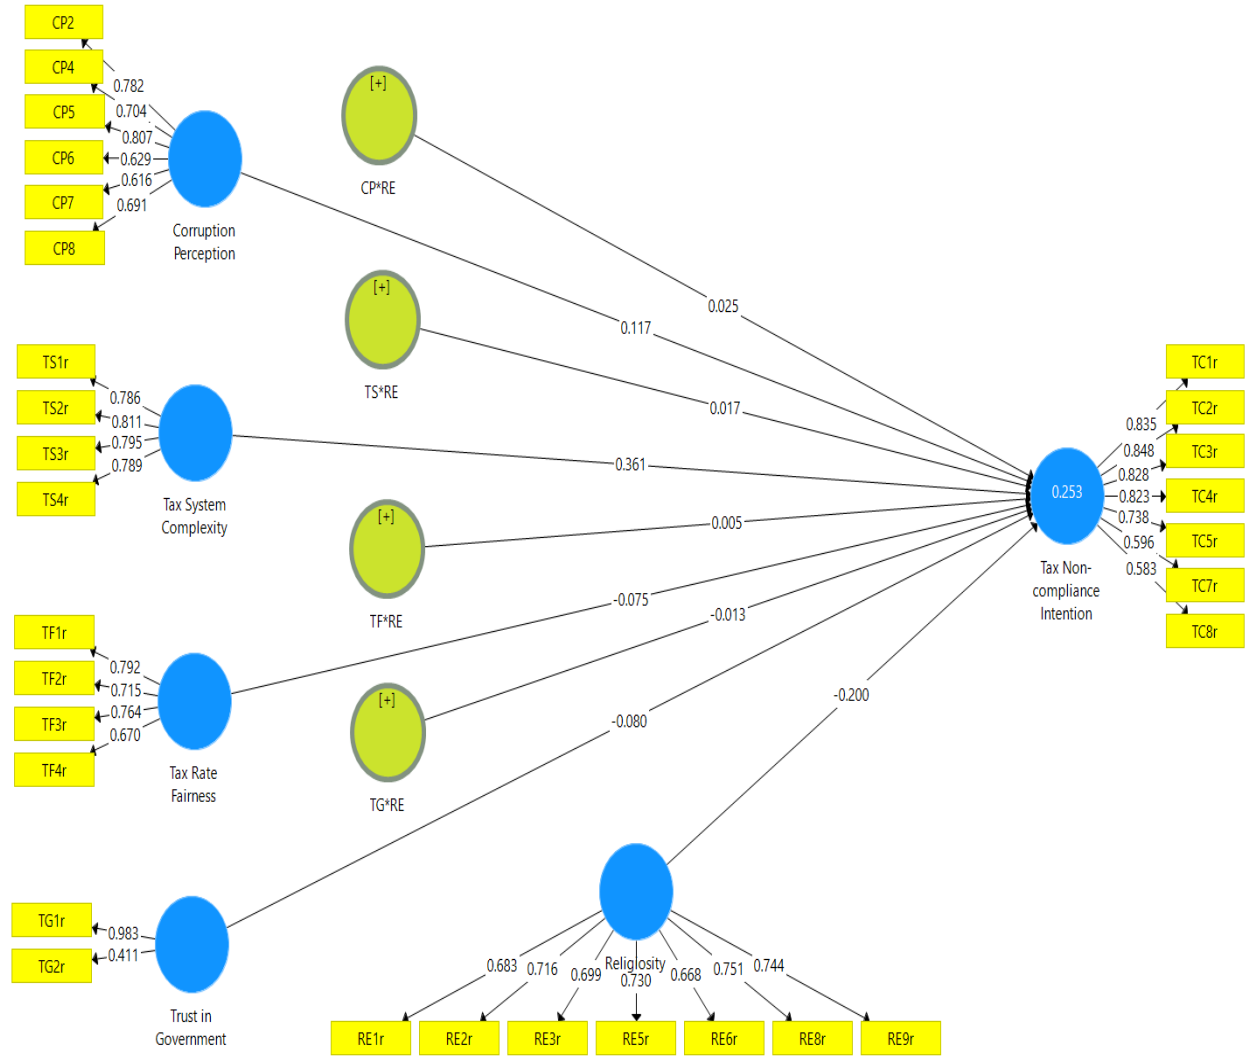 CP2
CP4
CP5
CP6
CP7
CP8
0.782
0.704
0.807
0.629
0.616
0.691
Corruption
Perception
[+]
CP*RE
[+]
TS*RE
0.025
0.117
0.017
0.361
0.005
-0.075
-0.013
-0.080
-0.200
TS1r
TS2r
TS3r
TS4r
0.786
0.811
0.795
0.789
Tax System
Complexity
[+]
TF*RE
[+]
TG*RE
TF1r
TF2r
TF3r
TF4r
0.792
0.715
0.764
0.670
Tax Rate
Fairness
TG1r
TG2r
0.983
0.411
Trust in
Government
Religiosity
0.683
0.716
0.699
0.730
0.668
0.751
0.744
RE1r
RE2r
RE3r
RE5r
RE6r
RE8r
RE9r
0.253
Tax Non-
compliance
Intention
0.835
0.848
0.828
0.823
0.738
0.596
0.583
TC1r
TC2r
TC3r
TC4r
TC5r
TC7r
TC8r